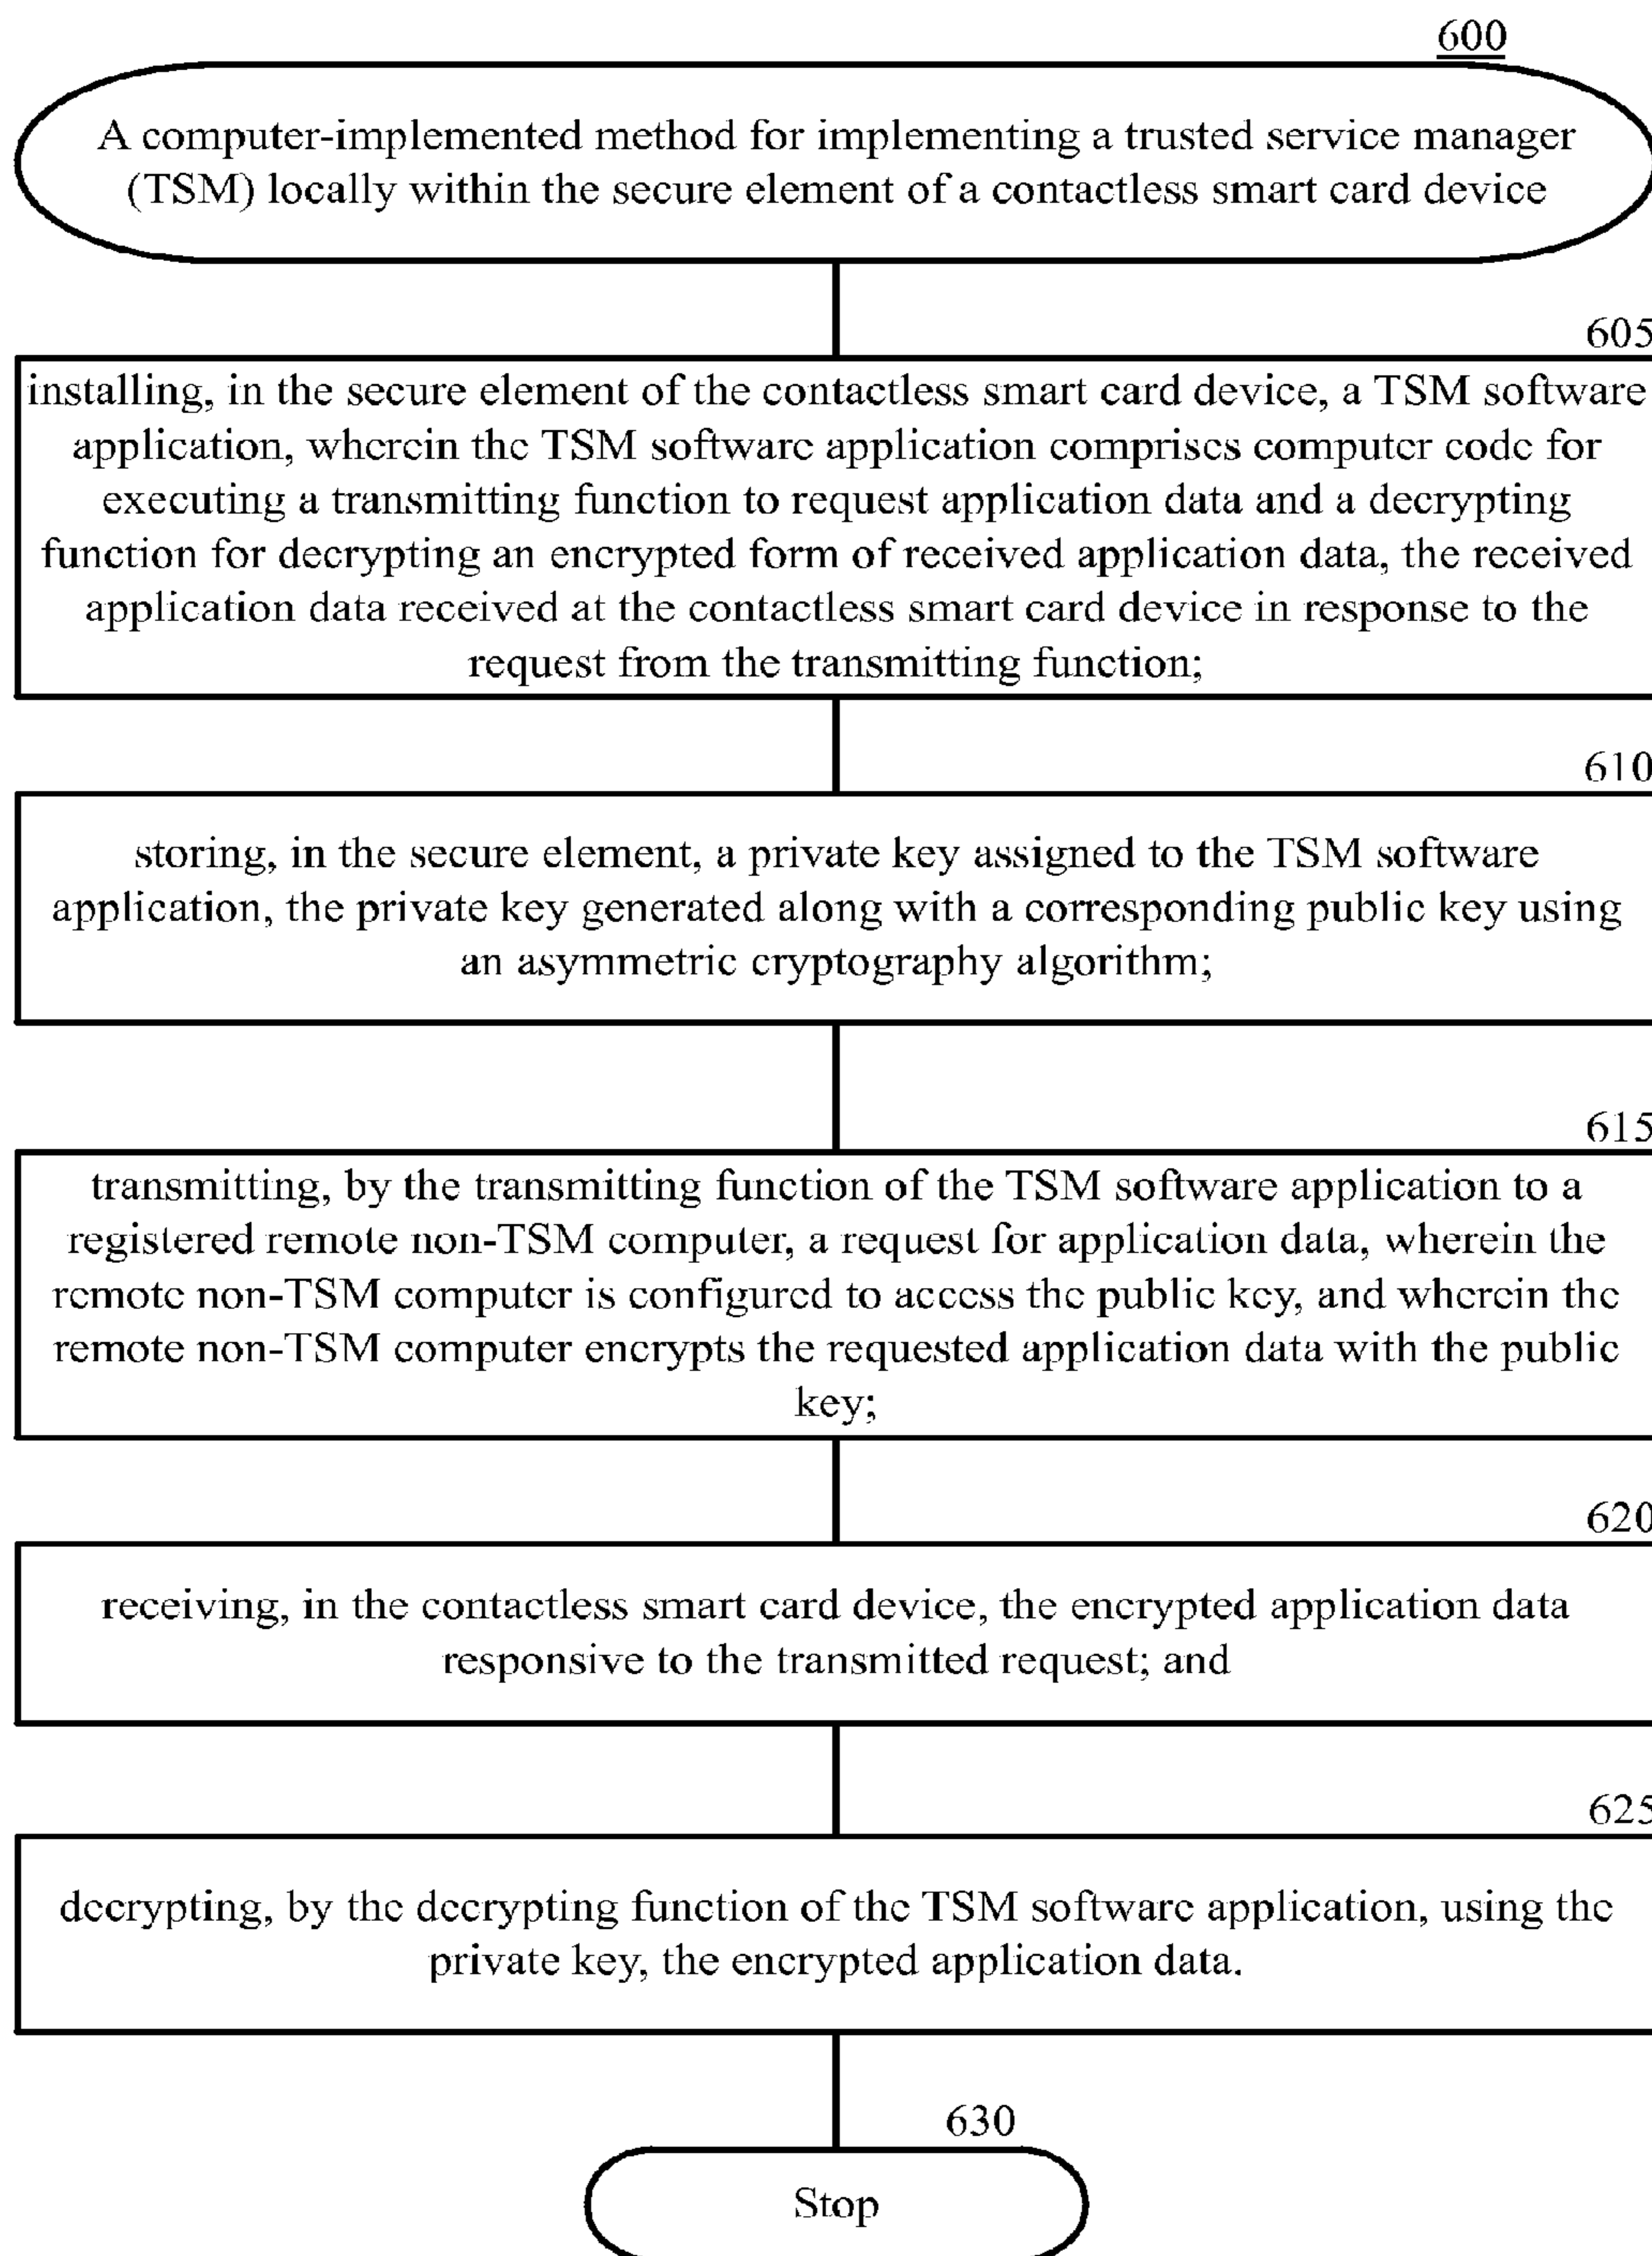 600
A computer-implemented method for implementing a trusted service manager
(TSM) locally within the secure element of a contactless smart card device
605
installing, in the secure element of the contactless smart card device, a TSM software
application, wherein the TSM software application comprises computer code for
executing a transmitting function to request application data and a decrypting
function for decrypting an encrypted form of received application data, the received
application data received at the contactless smart card device in response to the
request from the transmitting function;
610
storing, in the secure element, a private key assigned to the TSM software
application, the private key generated along with a corresponding public key using
an asymmetric cryptography algorithm;
615
transmitting, by the transmitting function of the TSM software application to a
registered remote non-TSM computer, a request for application data, wherein the
remote non-TSM computer is configured to access the public key, and wherein the
remote non-TSM computer encrypts the requested application data with the public
key;
620
receiving, in the contactless smart card device, the encrypted application data
responsive to the transmitted request; and
625
decrypting, by the decrypting function of the TSM software application, using the
private key, the encrypted application data.
630
Stop